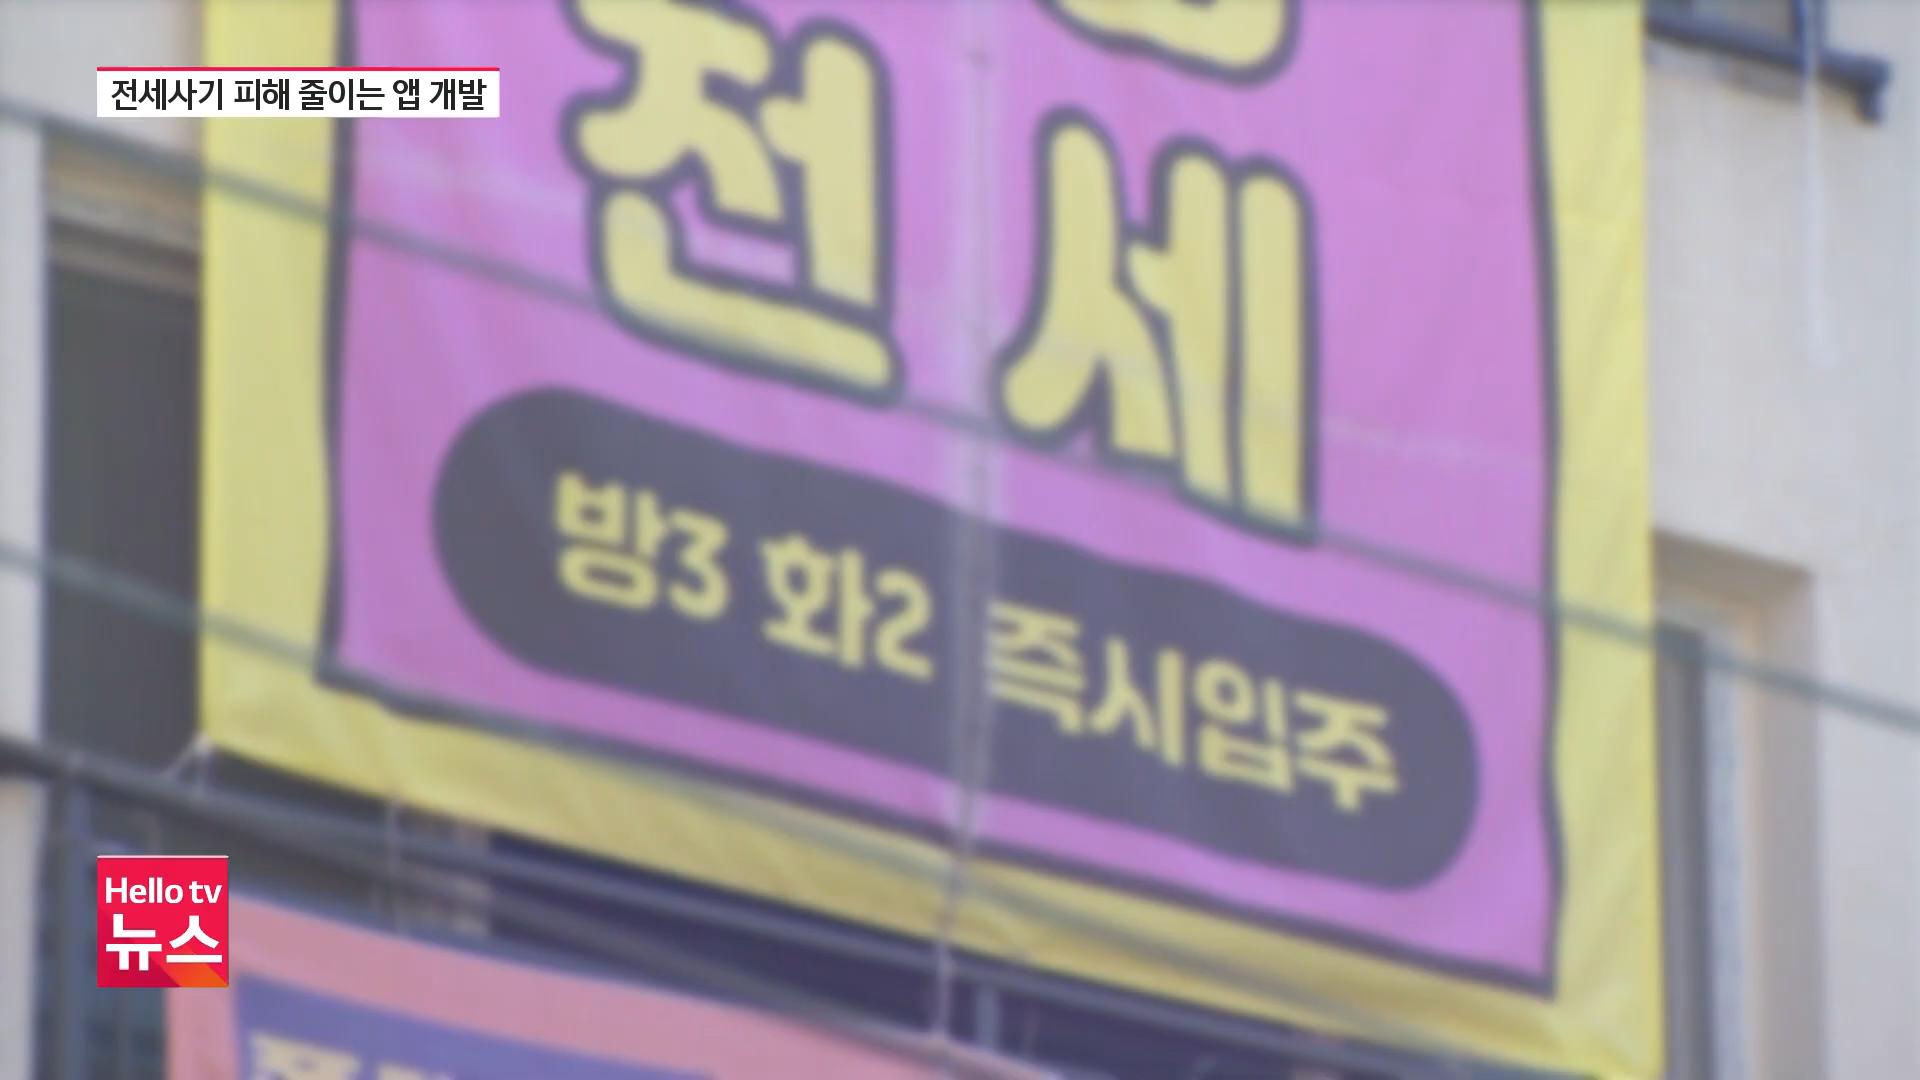 전세사기 피해 줄이는 앱 개발
전세
방3 화2 즉시입주
Hello tv
뉴스